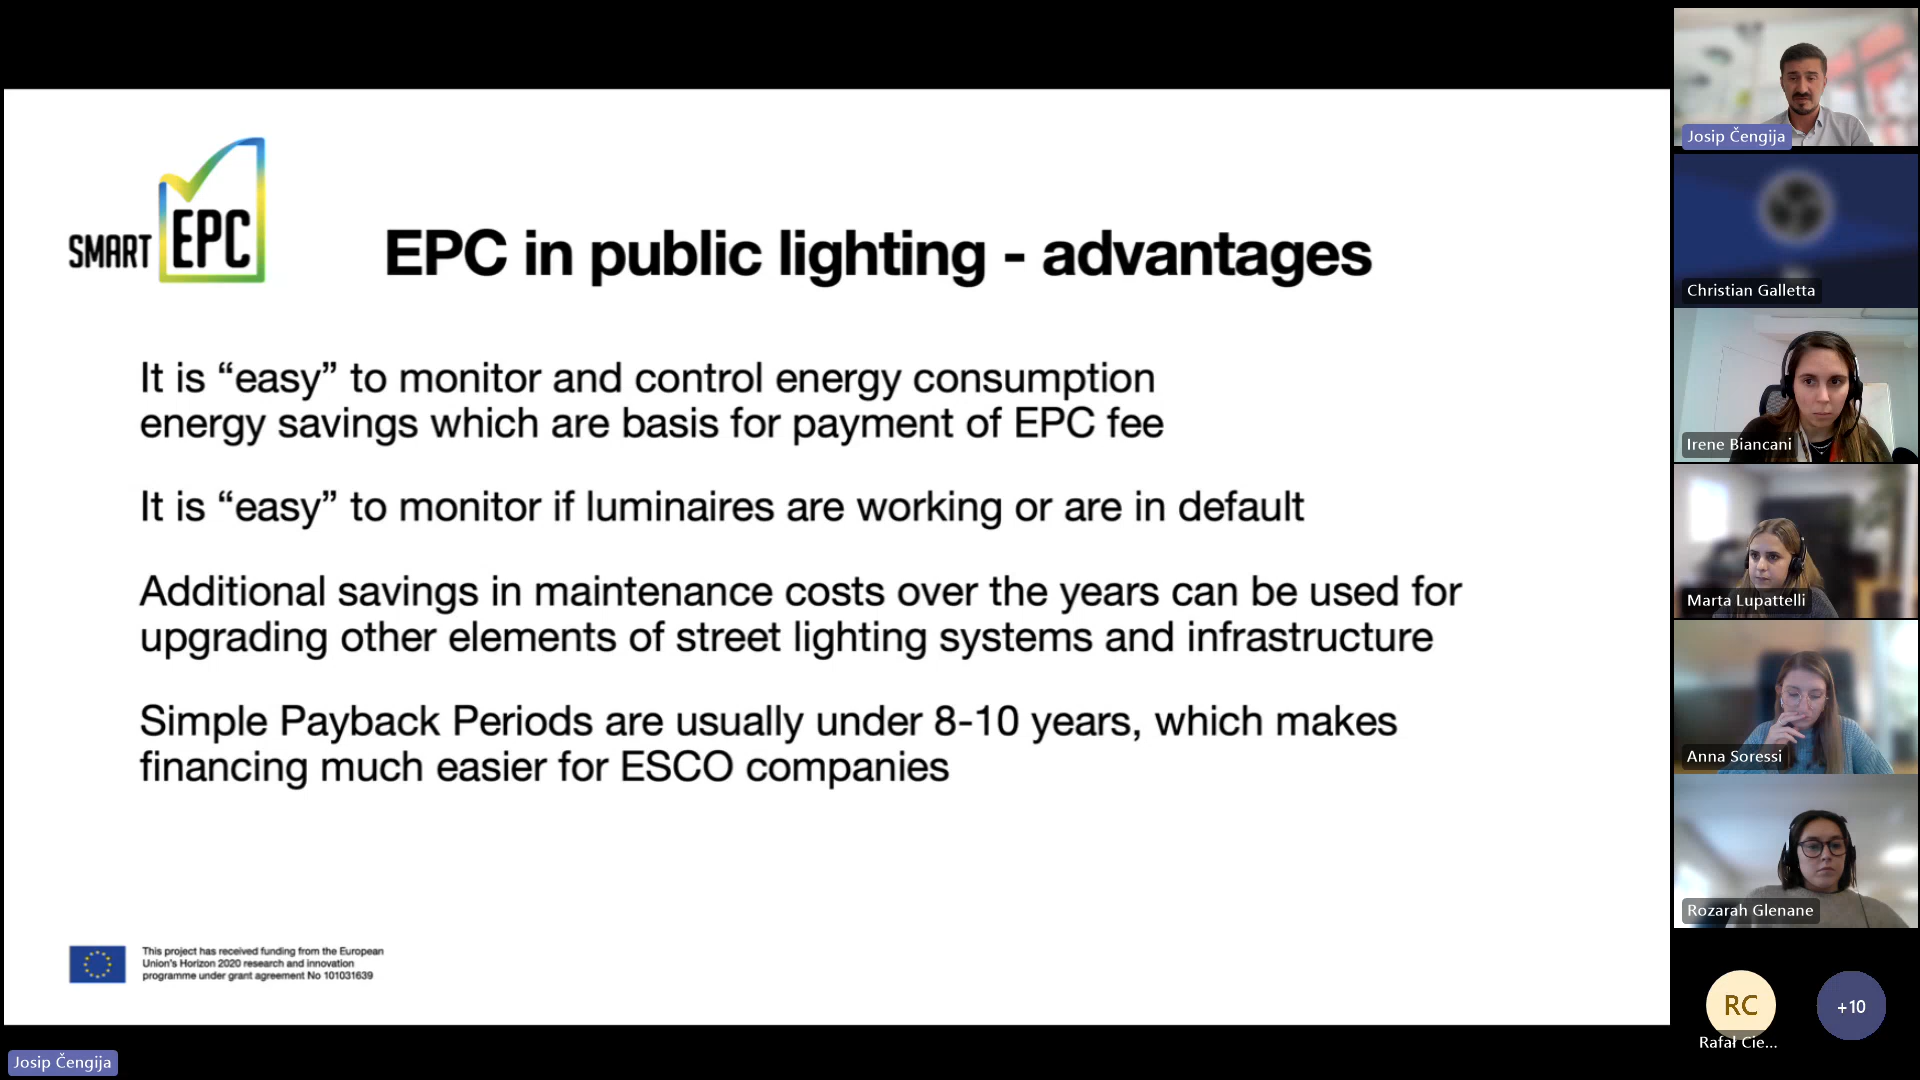 SMART EPC
EPC in public lighting - advantages
It is “easy” to monitor and control energy consumption
energy savings which are basis for payment of EPC fee
It is “easy” to monitor if luminaires are working or are in default
Additional savings in maintenance costs over the years can be used for
upgrading other elements of street lighting systems and infrastructure
Simple Payback Periods are usually under 8-10 years, which makes
financing much easier for ESCO companies
This project has received funding from the European
Union's Horizon 2020 research and innovation
programme under grant agreement No 101031639
Josip Čengija
Josip Čengija
Christian Galletta
Irene Biancani
Marta Lupattelli
Anna Soressi
Rozarah Glenane
RC
+10
Rafał Cie...